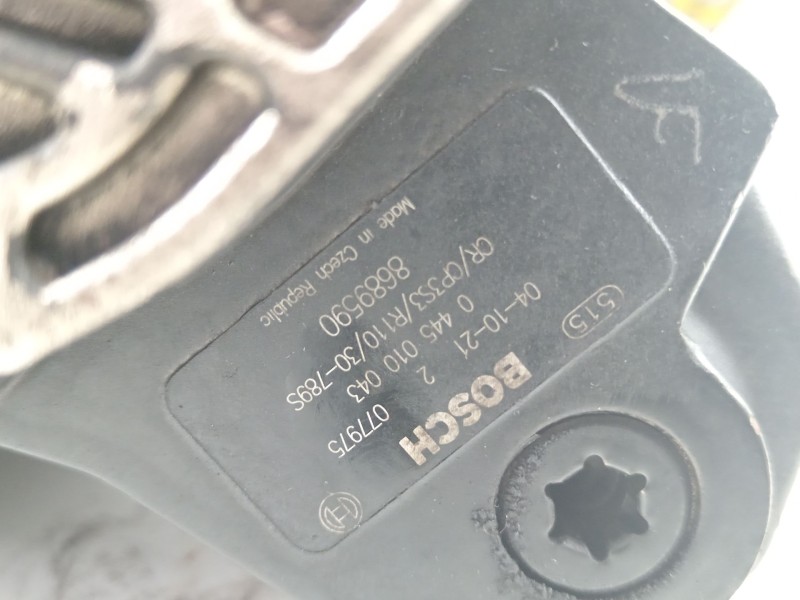 515
BOSCH
04-10-21 2 077975
0 445 010 043
CR/CP3S3/R110/30-789S
8689590
Made in Czech Republic